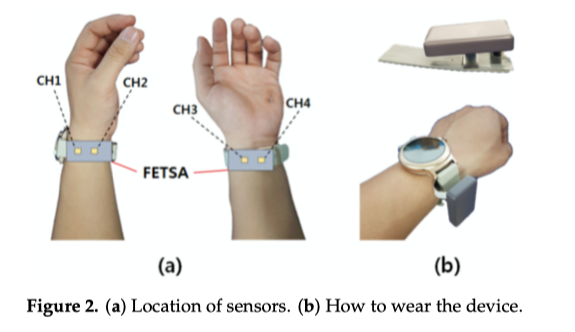 CH1
CH2
CH3
CH4
FETSA
(a)
(b)
Figure 2. (a) Location of sensors. (b) How to wear the device.